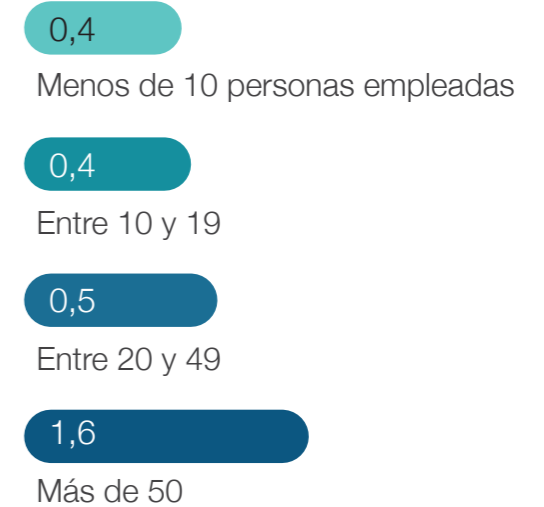 0,4
Menos de 10 personas empleadas
0,4
Entre 10 y 19
0,5
Entre 20 y 49
1,6
Más de 50